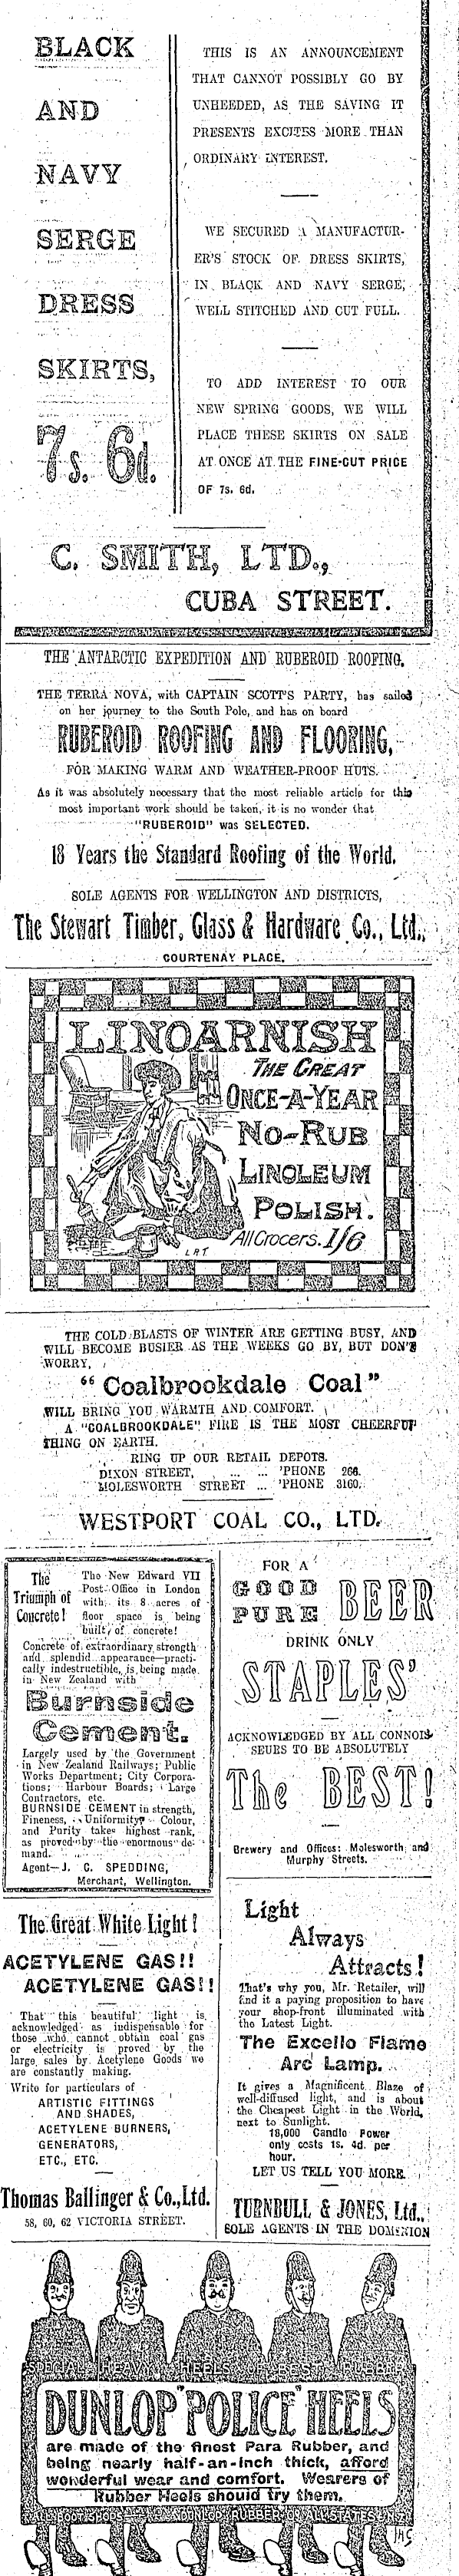 BLACK
AND
NAVY
SERGE
DRESS
SKIRTS,
7s. 6d.
THIS IS AN ANNOUNCEMENT
THAT CANNOT POSSIBLY GO BY
UNHEEDED, AS THE SAVING IT
PRESENTS EXCITES MORE THAN
ORDINARY INTEREST.
WE SECURED A MANUFACTUR-
ER'S STOCK OF DRESS SKIRTS,
IN BLACK AND NAVY SERGE,
WELL STITCHED AND CUT FULL.
TO ADD INTEREST TO OUR
NEW SPRING GOODS, WE WILL
PLACE THESE SKIRTS ON SALE
AT ONCE AT THE FINE-CUT PRICE
OF 7s. 6d.
C. SMITH, LTD.,
CUBA STREET.
THE ANTARCTIC EXPEDITION AND RUBEROID ROOFING.
THE TERRA NOVA, with CAPTAIN SCOTT'S PARTY, has sailed
on her journey to the South Pole, and has on board
RUBEROID ROOFING AND FLOORING,
FOR MAKING WARM AND WEATHER-PROOF HUTS.
As it was absolutely necessary that the most reliable article for this
most important work should be taken, it is no wonder that
"RUBEROID" was SELECTED.
18 Years the Standard Roofing of the World.
SOLE AGENTS FOR WELLINGTON AND DISTRICTS,
The Stewart Timber, Glass & Hardware Co., Ltd.,
COURTENAY PLACE.
LINOARNISH
THE GREAT
ONCE-A-YEAR
NO-RUB
LINOLEUM
POLISH.
All Grocers. 1/6
LRT
THE COLD BLASTS OF WINTER ARE GETTING BUSY, AND
WILL BECOME BUSIER AS THE WEEKS GO BY, BUT DON'T
WORRY,
"Coalbrookdale Coal"
WILL BRING YOU WARMTH AND COMFORT.
A "COALBROOKDALE" FIRE IS THE MOST CHEERFUL
THING ON EARTH.
RING UP OUR RETAIL DEPOTS.
DIXON STREET, ... ... 'PHONE 266.
MOLESWORTH STREET ... 'PHONE 3160.
WESTPORT COAL CO., LTD.
The
Triumph of
Concrete!
The New Edward VII
Post-Office in London
with its 8 acres of
floor space is being
built of concrete!
Concrete of extraordinary strength
and splendid appearance—practi-
cally indestructible, is being made
in New Zealand with
Burnside
Cement.
Largely used by the Government
in New Zealand Railways; Public
Works Department; City Corpora-
tions; Harbour Boards; Large
Contractors, etc.
BURNSIDE CEMENT in strength,
Fineness, Uniformity, Colour,
and Purity takes highest rank,
as proved by the enormous de-
mand.
Agent—J. C. SPEDDING,
Merchant, Wellington.
FOR A
GOOD
PURE BEER
DRINK ONLY
STAPLES'
ACKNOWLEDGED BY ALL CONNOIS-
SEURS TO BE ABSOLUTELY
The BEST!
Brewery and Offices: Molesworth and
Murphy Streets.
The Great White Light!
ACETYLENE GAS!!
ACETYLENE GAS!!
That this beautiful light is
acknowledged as indispensable for
those who cannot obtain coal gas
or electricity is proved by the
large sales by Acetylene Goods we
are constantly making.
Write for particulars of
ARTISTIC FITTINGS
AND SHADES,
ACETYLENE BURNERS,
GENERATORS,
ETC., ETC.
Thomas Ballinger & Co., Ltd.
58, 60, 62 VICTORIA STREET.
Light
Always
Attracts!
That's why you, Mr. Retailer, will
find it a paying proposition to have
your shop-front illuminated with
the Latest Light.
The Excello Flame
Arc Lamp.
It gives a Magnificent Blaze of
well-diffused light, and is about
the Cheapest Light in the World,
next to Sunlight.
18,000 Candle Power
only costs 1s. 4d. per
hour.
LET US TELL YOU MORE.
TURNBULL & JONES, Ltd.,
SOLE AGENTS IN THE DOMINION
SPECIAL HEAVY HEELS OF BEST RUBBER
DUNLOP "POLICE" HEELS
are made of the finest Para Rubber, and
being nearly half-an-inch thick, afford
wonderful wear and comfort. Wearers of
Rubber Heels should try them.
DUNLOP RUBBER CO. ALL STATES & N.Z.